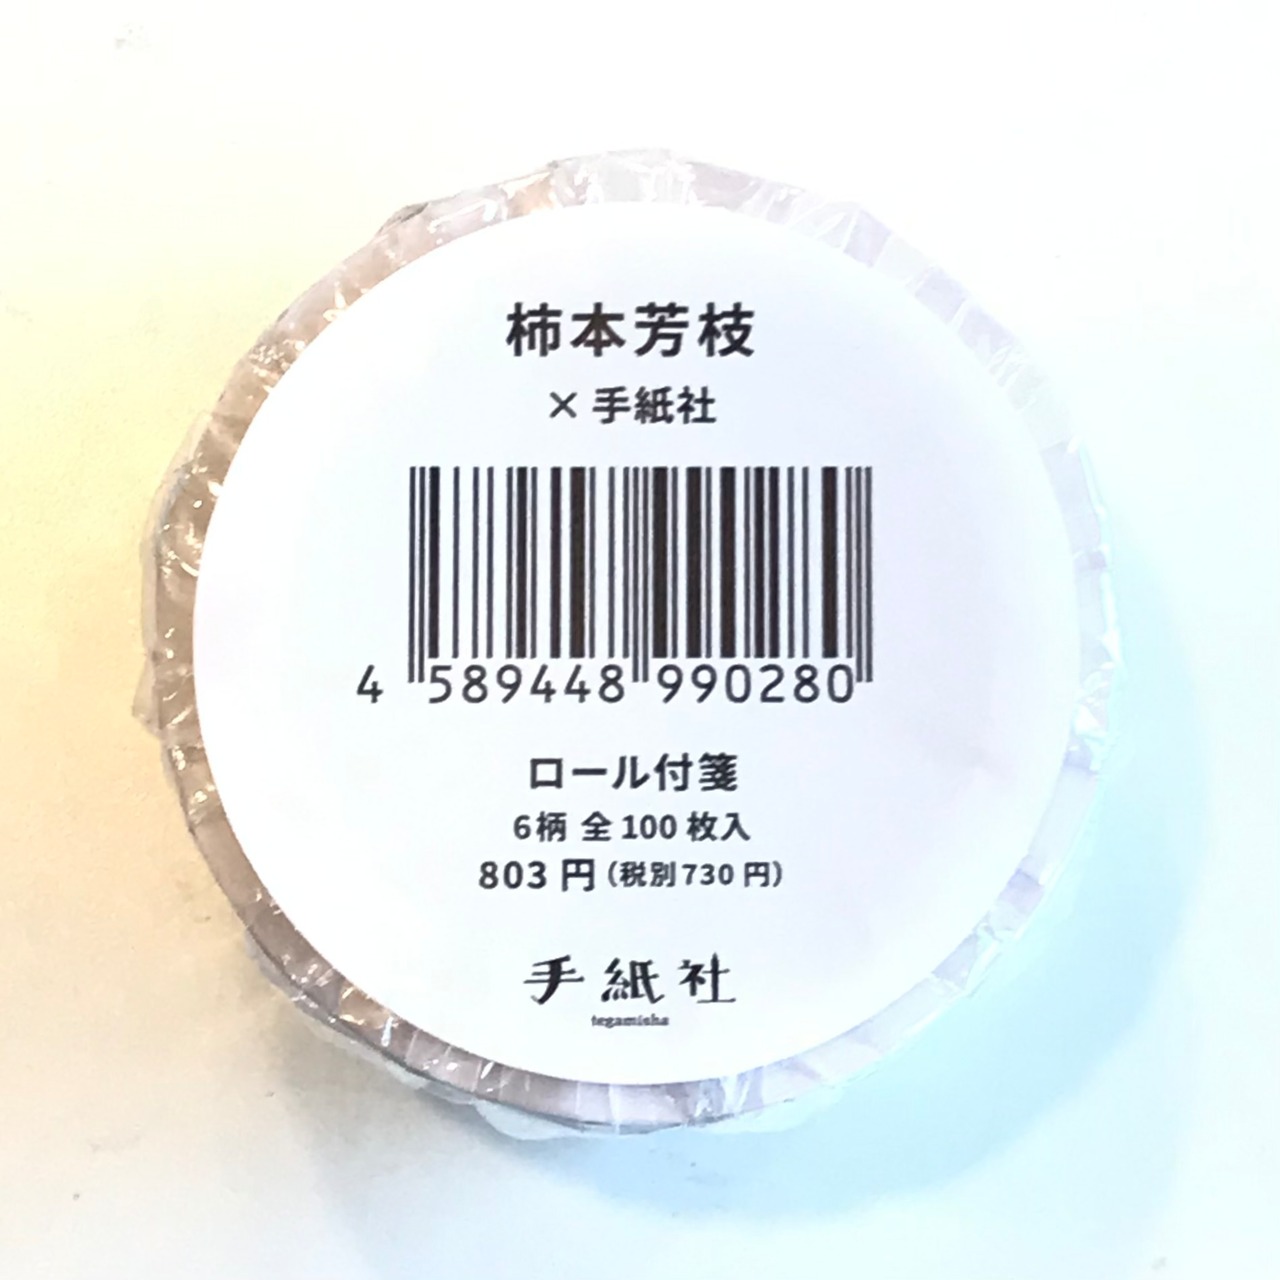 柿本芳枝
× 手紙社
4 589448 990280
ロール付箋
6柄 全100枚入
803円(税別730円)
手紙社
tegamisha